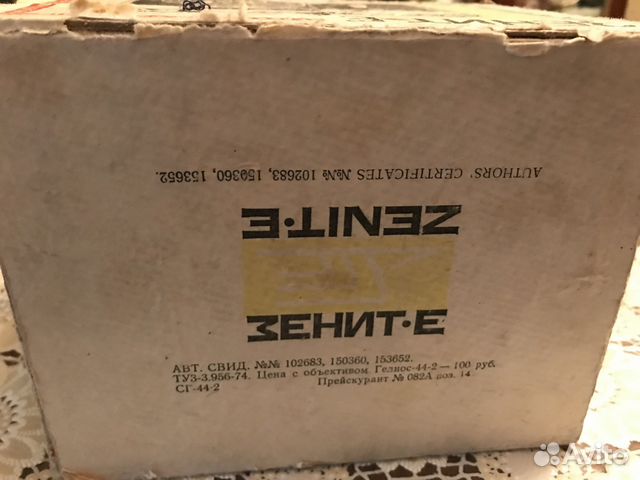 AUTHORS' CERTIFICATES №№ 102683, 150360, 153652.
ZENIT·E
ЗЕНИТ·Е
АВТ. СВИД. №№ 102683, 150360, 153652.
ТУЗ-3.956-74. Цена с объективом Гелиос-44-2 — 100 руб.
СГ-44-2 Прейскурант № 082А поз. 14
Avito